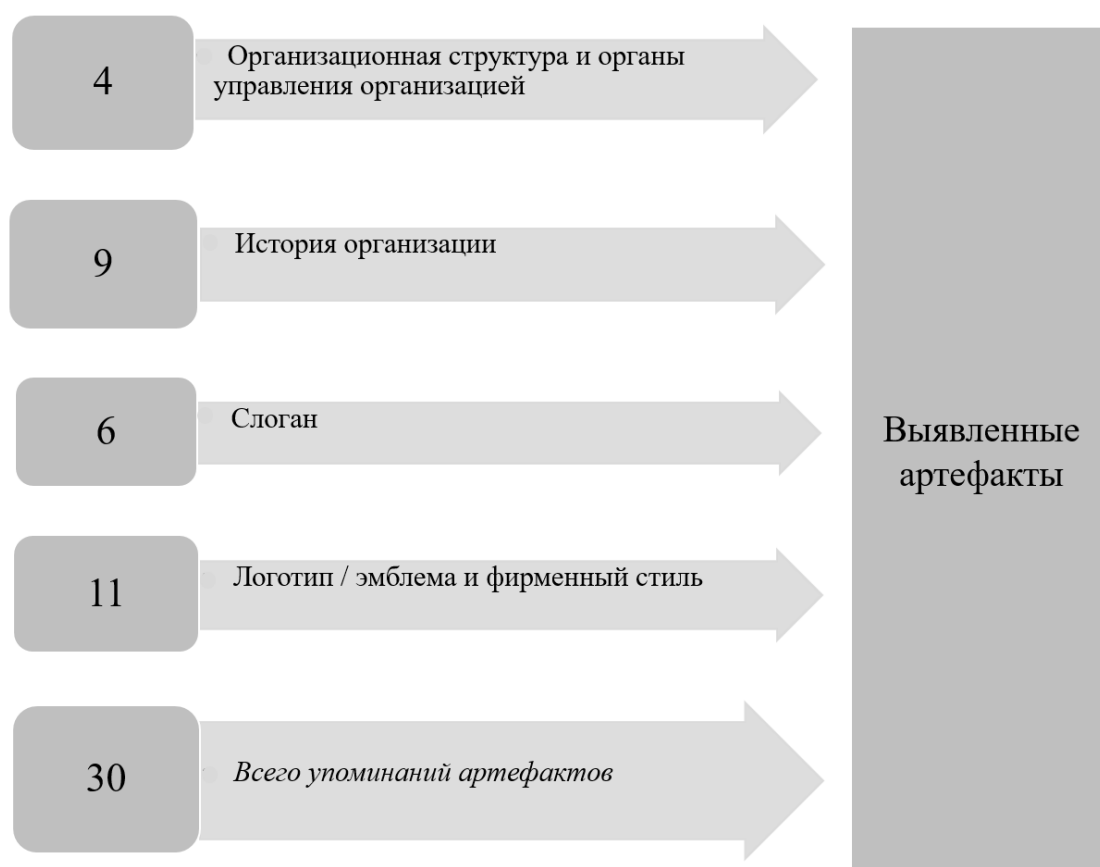 4
Организационная структура и органы
управления организацией
9
История организации
6
Слоган
11
Логотип / эмблема и фирменный стиль
30
Всего упоминаний артефактов
Выявленные
артефакты